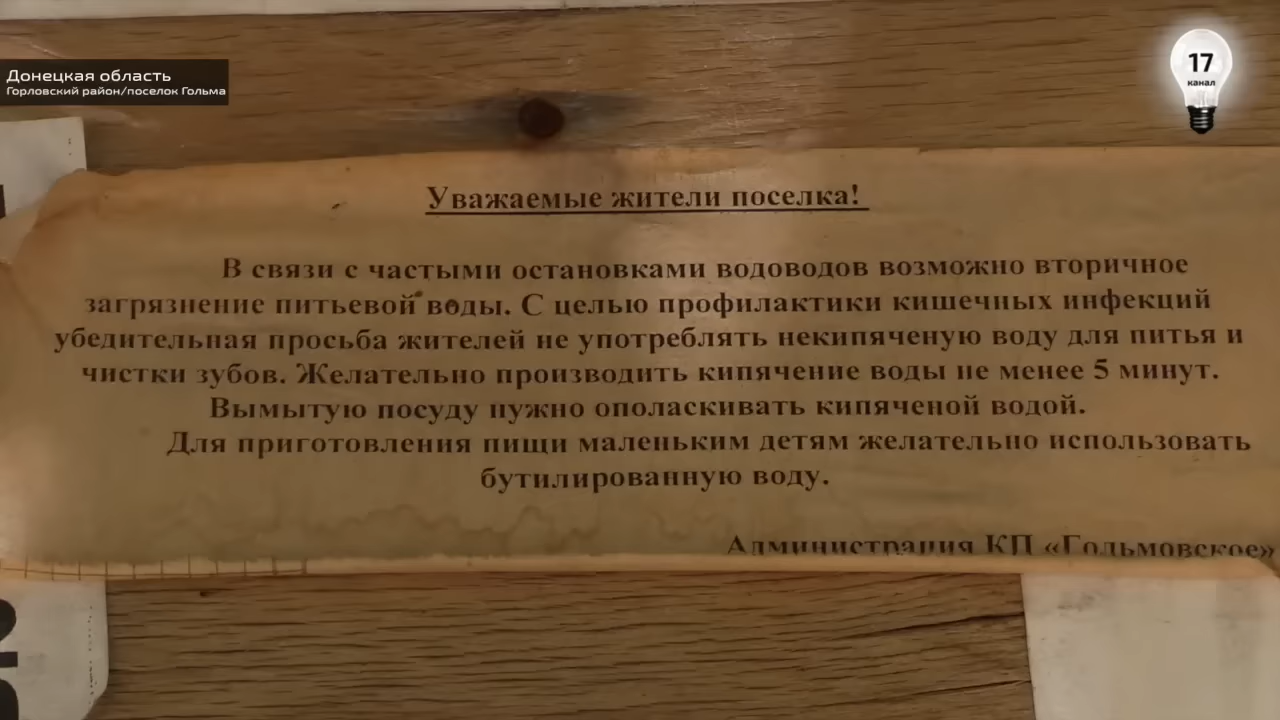 Донецкая область
Горловский район/поселок Гольма
17
канал
Уважаемые жители поселка!
В связи с частыми остановками водоводов возможно вторичное
загрязнение питьевой воды. С целью профилактики кишечных инфекций
убедительная просьба жителей не употреблять некипяченую воду для питья и
чистки зубов. Желательно производить кипячение воды не менее 5 минут.
Вымытую посуду нужно ополаскивать кипяченой водой.
Для приготовления пищи маленьким детям желательно использовать
бутилированную воду.
Администрация КП «Гольмовское»